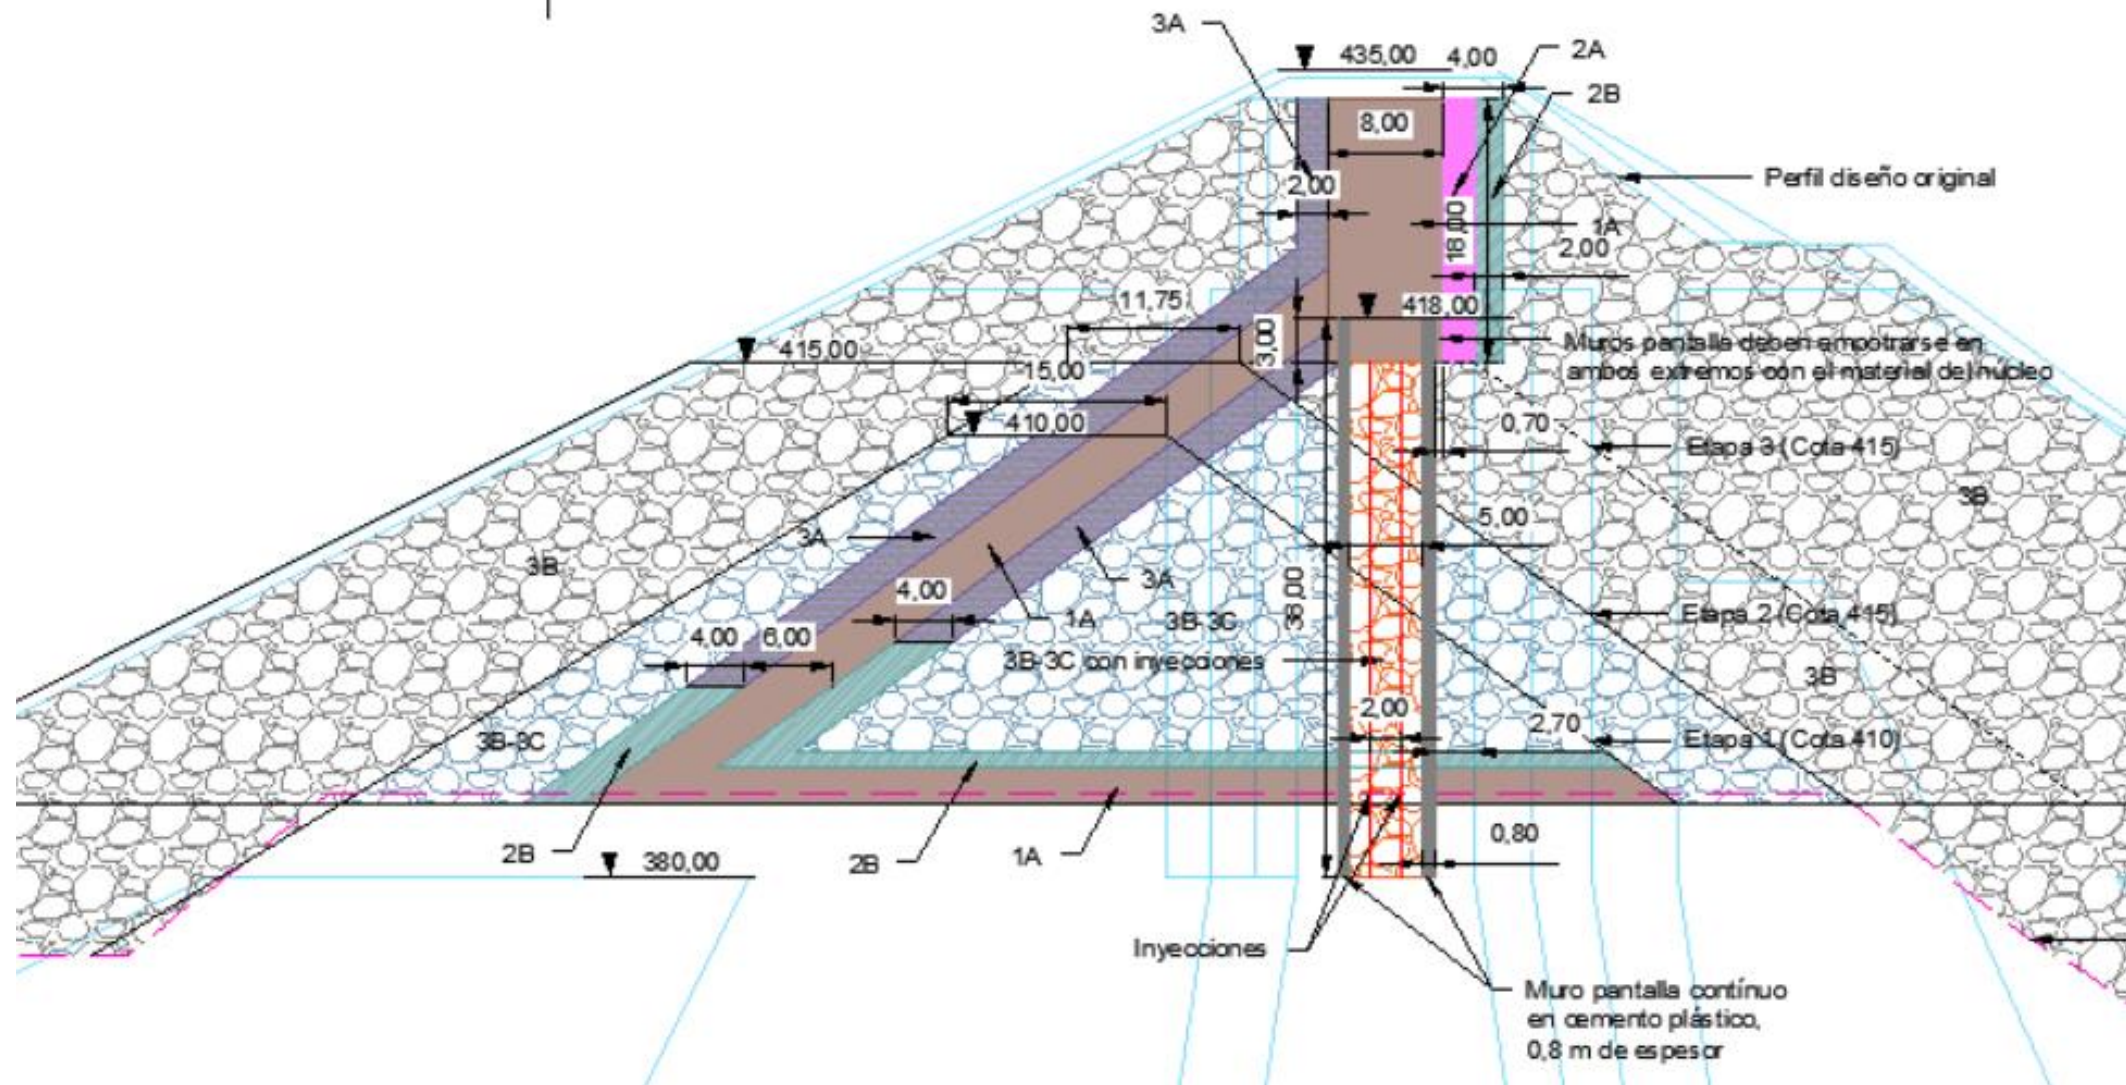 3A
435,00
4,00
2A
2B
8,00
Perfil diseño original
2,00
1A
18,00
2,00
11,75
418,00
3,00
Muros pantalla deben empotrarse en
ambos extremos con el material del núcleo
415,00
15,00
410,00
0,70
Etapa 3 (Cota 415)
3B
5,00
3A
3B
3A
4,00
38,00
1A
3B-3C
Etapa 2 (Cota 415)
4,00
6,00
3B-3C con inyecciones
3B
2,00
2,70
3B-3C
Etapa 1 (Cota 410)
0,80
2B
380,00
2B
1A
Inyecciones
Muro pantalla contínuo
en cemento plástico,
0,8 m de espesor